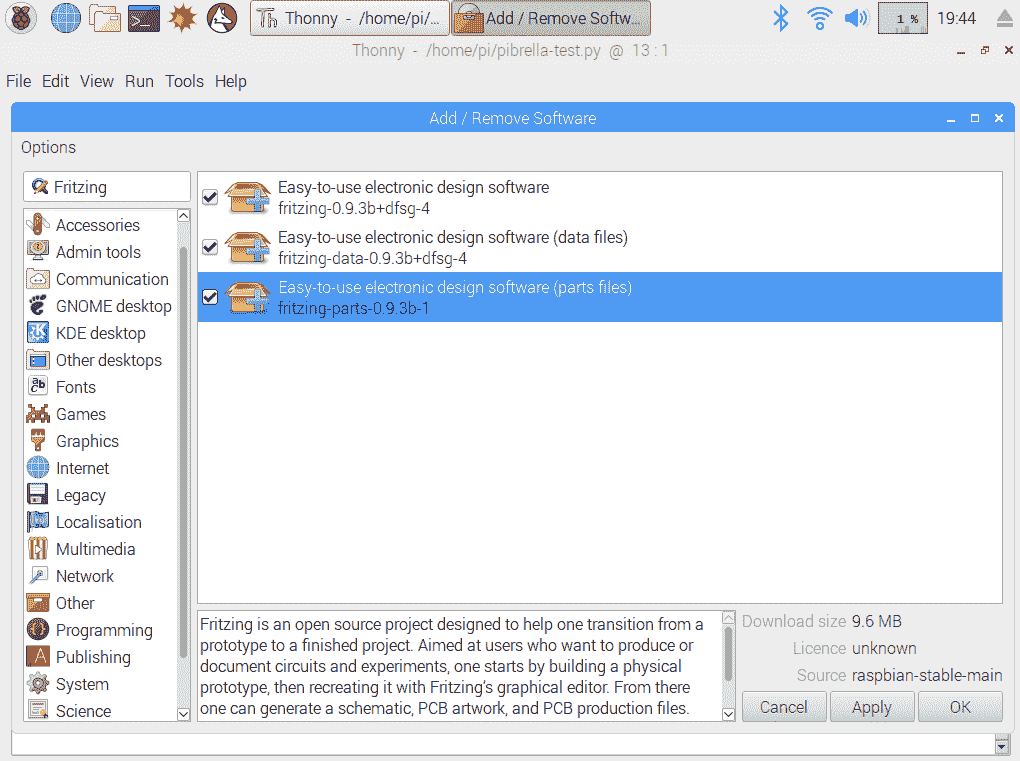 Thonny - /home/pi/...
Add / Remove Softw...
1 %
19:44
Thonny - /home/pi/pibrella-test.py @ 13 : 1
File Edit View Run Tools Help
Add / Remove Software
Options
Fritzing
Accessories
Admin tools
Communication
GNOME desktop
KDE desktop
Other desktops
Fonts
Games
Graphics
Internet
Legacy
Localisation
Multimedia
Network
Other
Programming
Publishing
System
Science
Easy-to-use electronic design software
fritzing-0.9.3b+dfsg-4
Easy-to-use electronic design software (data files)
fritzing-data-0.9.3b+dfsg-4
Easy-to-use electronic design software (parts files)
fritzing-parts-0.9.3b-1
Fritzing is an open source project designed to help one transition from a
prototype to a finished project. Aimed at users who want to produce or
document circuits and experiments, one starts by building a physical
prototype, then recreating it with Fritzing's graphical editor. From there
one can generate a schematic, PCB artwork, and PCB production files.
Download size 9.6 MB
Licence unknown
Source raspbian-stable-main
Cancel Apply OK